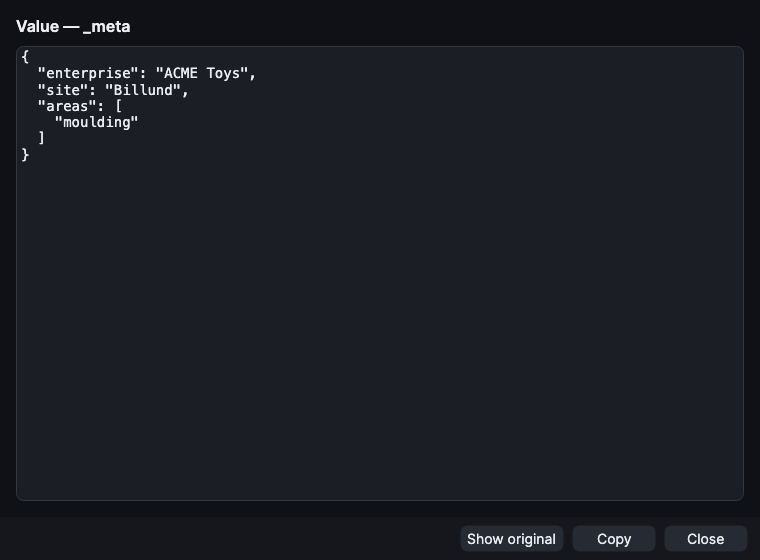 Value — _meta
{
  "enterprise": "ACME Toys",
  "site": "Billund",
  "areas": [
    "moulding"
  ]
}
Show original
Copy
Close